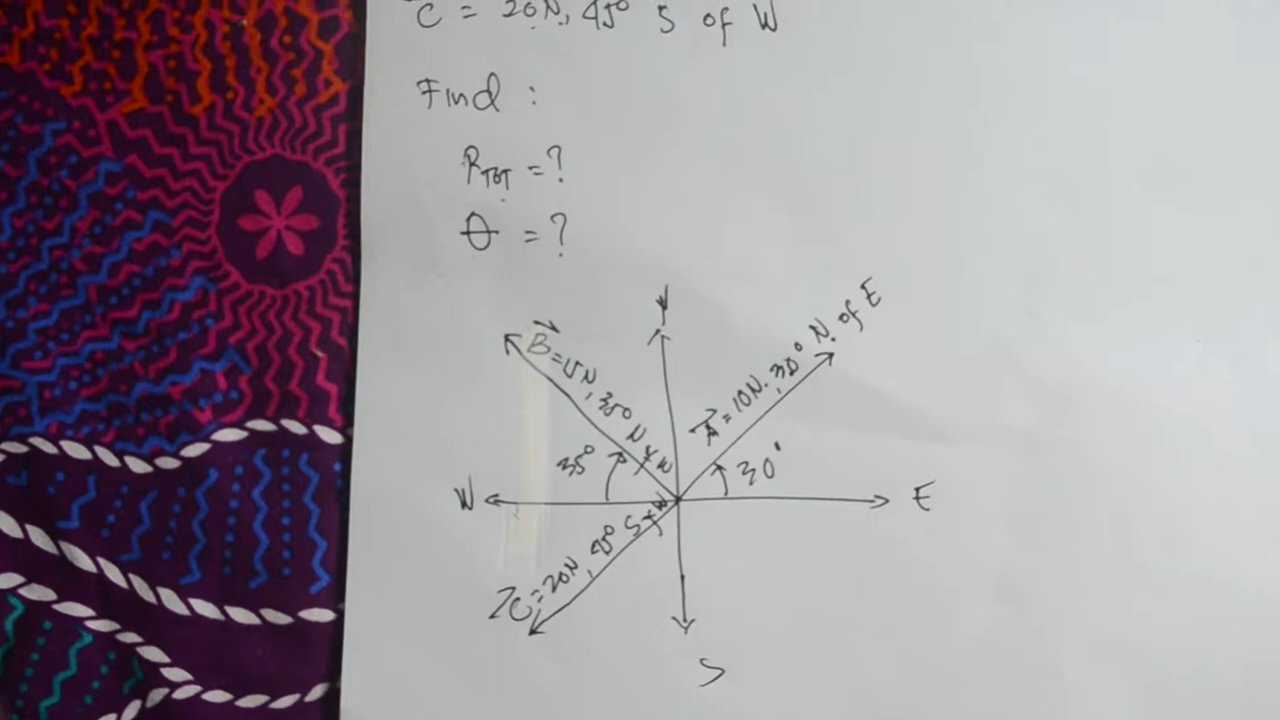 C = 20N, 45° S of W
Find :
R_TOT = ?
θ = ?
N
B = 15N, 35° N of W
A = 10N, 30° N of E
35°
30°
W
E
C = 20N, 45° S of W
S